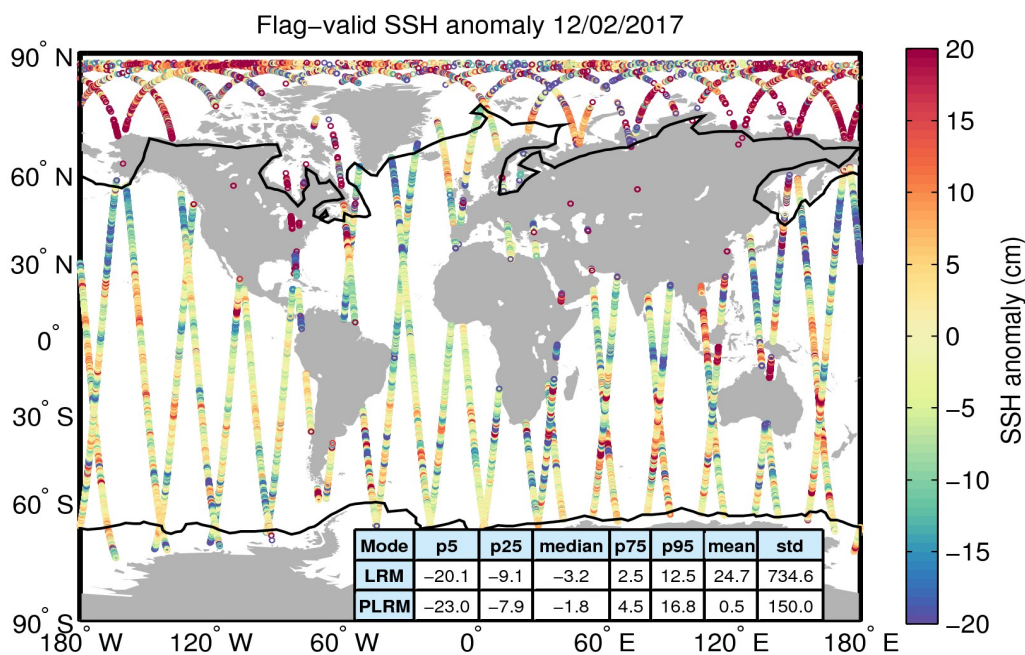 Flag−valid SSH anomaly 12/02/2017
90° N
60° N
30° N
0°
30° S
60° S
90° S
180° W
120° W
60° W
0°
60° E
120° E
180° E
Mode p5 p25 median p75 p95 mean std
LRM −20.1 −9.1 −3.2 2.5 12.5 24.7 734.6
PLRM −23.0 −7.9 −1.8 4.5 16.8 0.5 150.0
20
15
10
5
0
−5
−10
−15
−20
SSH anomaly (cm)